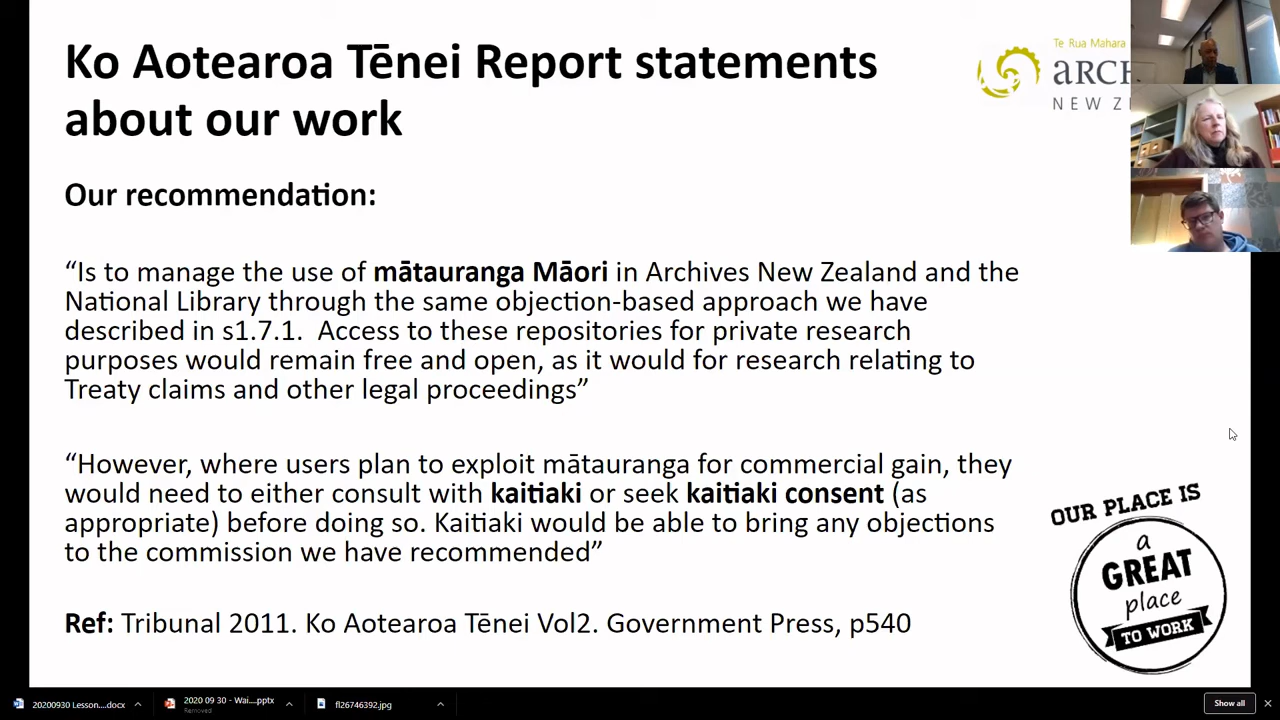 Ko Aotearoa Tēnei Report statements
about our work
Te Rua Mahara
ARCH
NEW ZE
Our recommendation:
“Is to manage the use of mātauranga Māori in Archives New Zealand and the
National Library through the same objection-based approach we have
described in s1.7.1. Access to these repositories for private research
purposes would remain free and open, as it would for research relating to
Treaty claims and other legal proceedings”
“However, where users plan to exploit mātauranga for commercial gain, they
would need to either consult with kaitiaki or seek kaitiaki consent (as
appropriate) before doing so. Kaitiaki would be able to bring any objections
to the commission we have recommended”
Ref: Tribunal 2011. Ko Aotearoa Tēnei Vol2. Government Press, p540
OUR PLACE IS
a
GREAT
place
TO WORK
20200930 Lesson....docx
2020 09 30 - Wai....pptx
Removed
fl26746392.jpg
Show all